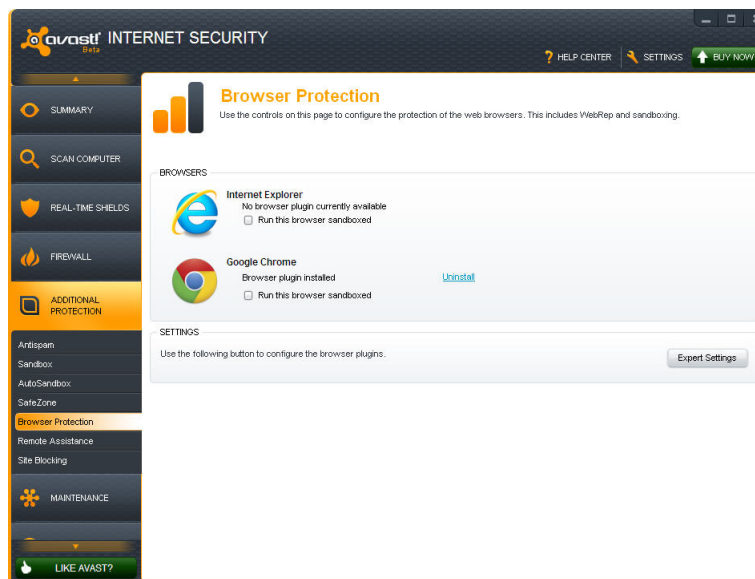 avast! INTERNET SECURITY
Beta
HELP CENTER
SETTINGS
BUY NOW
SUMMARY
SCAN COMPUTER
REAL-TIME SHIELDS
FIREWALL
ADDITIONAL
PROTECTION
Antispam
Sandbox
AutoSandbox
SafeZone
Browser Protection
Remote Assistance
Site Blocking
MAINTENANCE
LIKE AVAST?
Browser Protection
Use the controls on this page to configure the protection of the web browsers. This includes WebRep and sandboxing.
BROWSERS
Internet Explorer
No browser plugin currently available
Run this browser sandboxed
Google Chrome
Browser plugin installed
Uninstall
Run this browser sandboxed
SETTINGS
Use the following button to configure the browser plugins.
Expert Settings